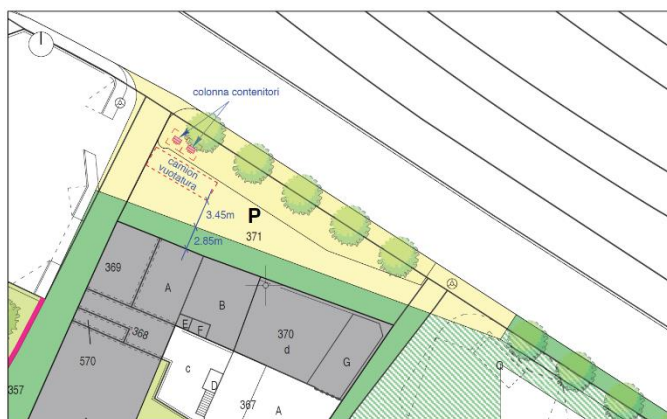 colonna contenitori
camion
vuotatura
3.45m
P
2.85m
371
369
A
B
370
d
368
E
F
G
570
c
D
367
A
357
Q